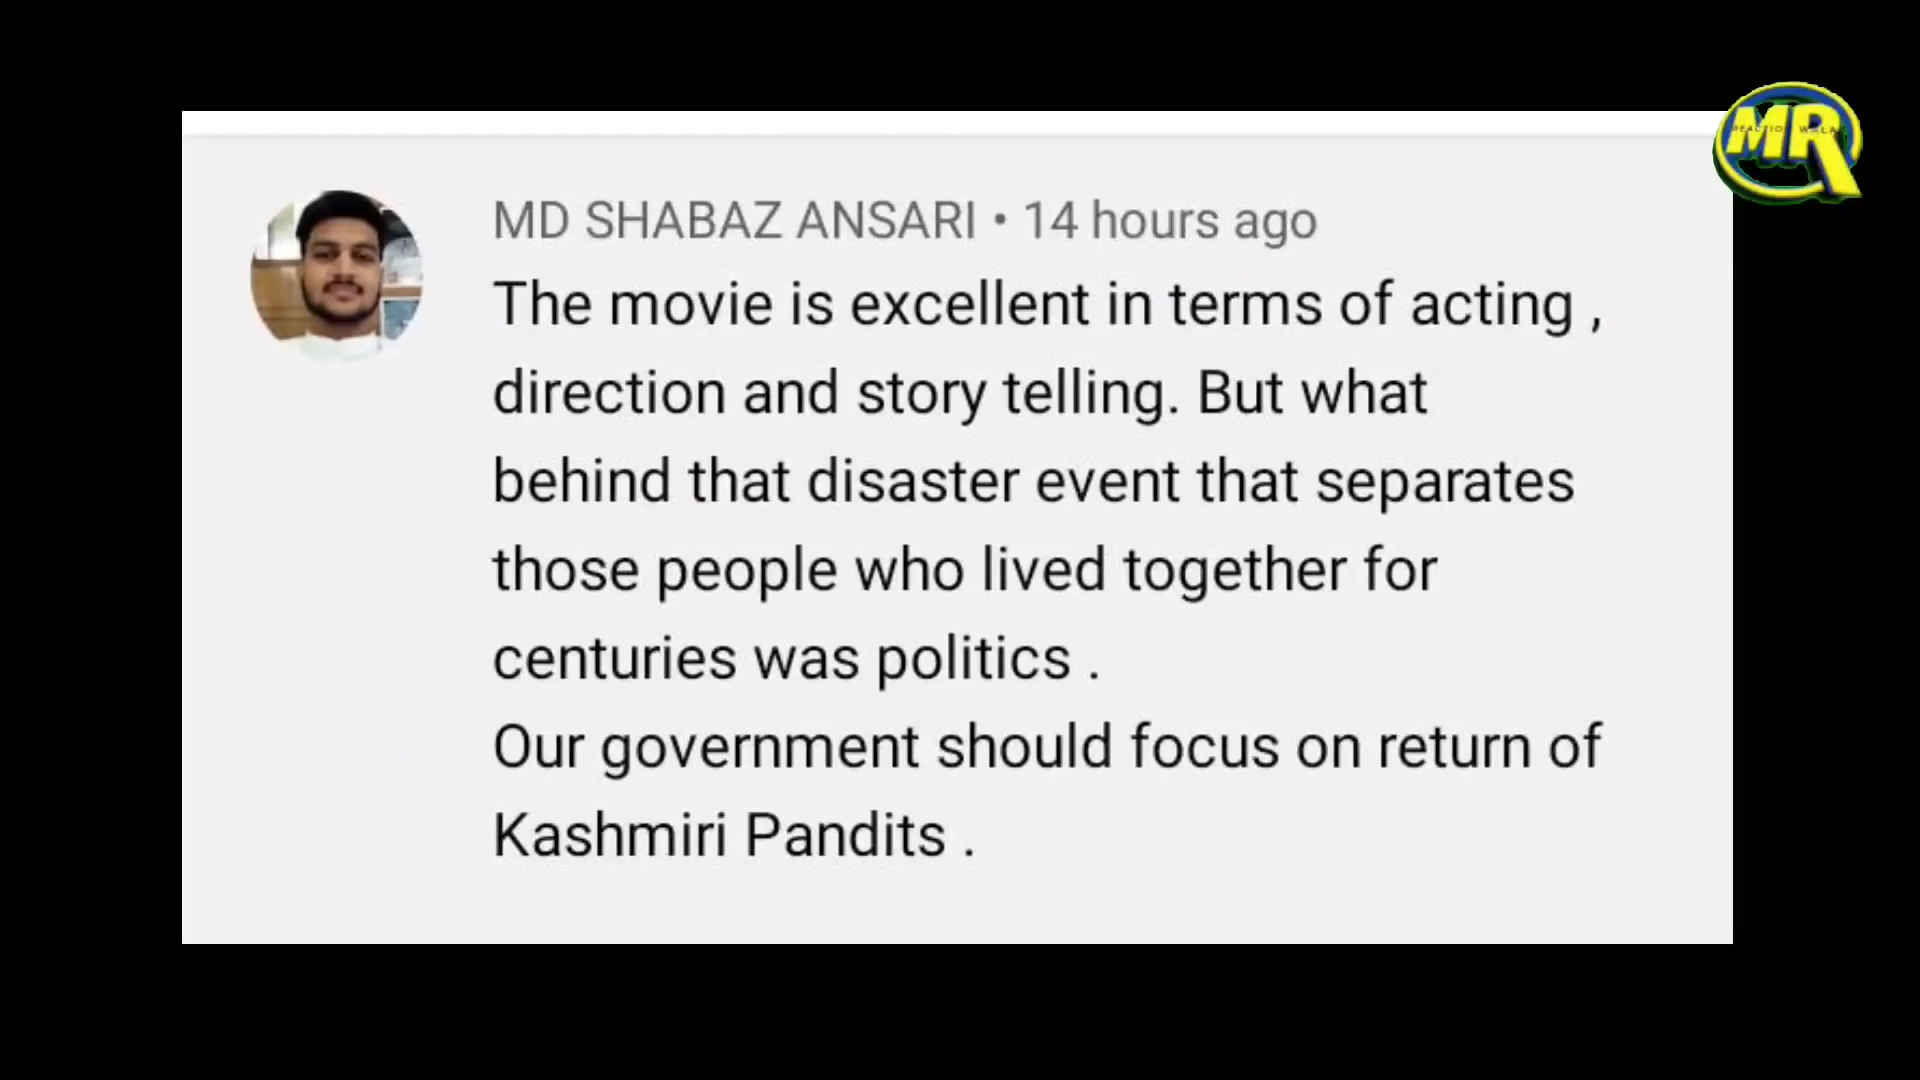 MR
REACTION WALA
MD SHABAZ ANSARI • 14 hours ago
The movie is excellent in terms of acting ,
direction and story telling. But what
behind that disaster event that separates
those people who lived together for
centuries was politics .
Our government should focus on return of
Kashmiri Pandits .